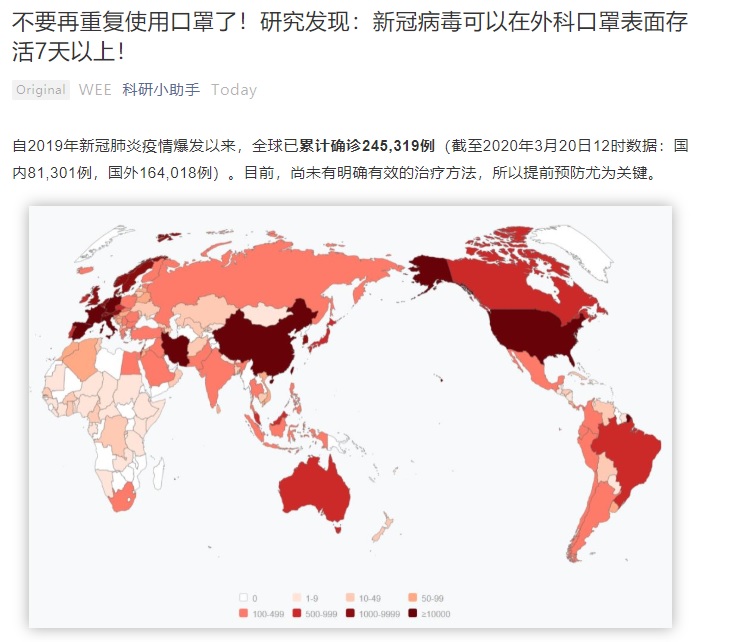 不要再重复使用口罩了！研究发现：新冠病毒可以在外科口罩表面存
活7天以上！
Original WEE 科研小助手 Today
自2019年新冠肺炎疫情爆发以来，全球已累计确诊245,319例（截至2020年3月20日12时数据：国
内81,301例，国外164,018例）。目前，尚未有明确有效的治疗方法，所以提前预防尤为关键。
0 1-9 10-49 50-99
100-499 500-999 1000-9999 ≥10000